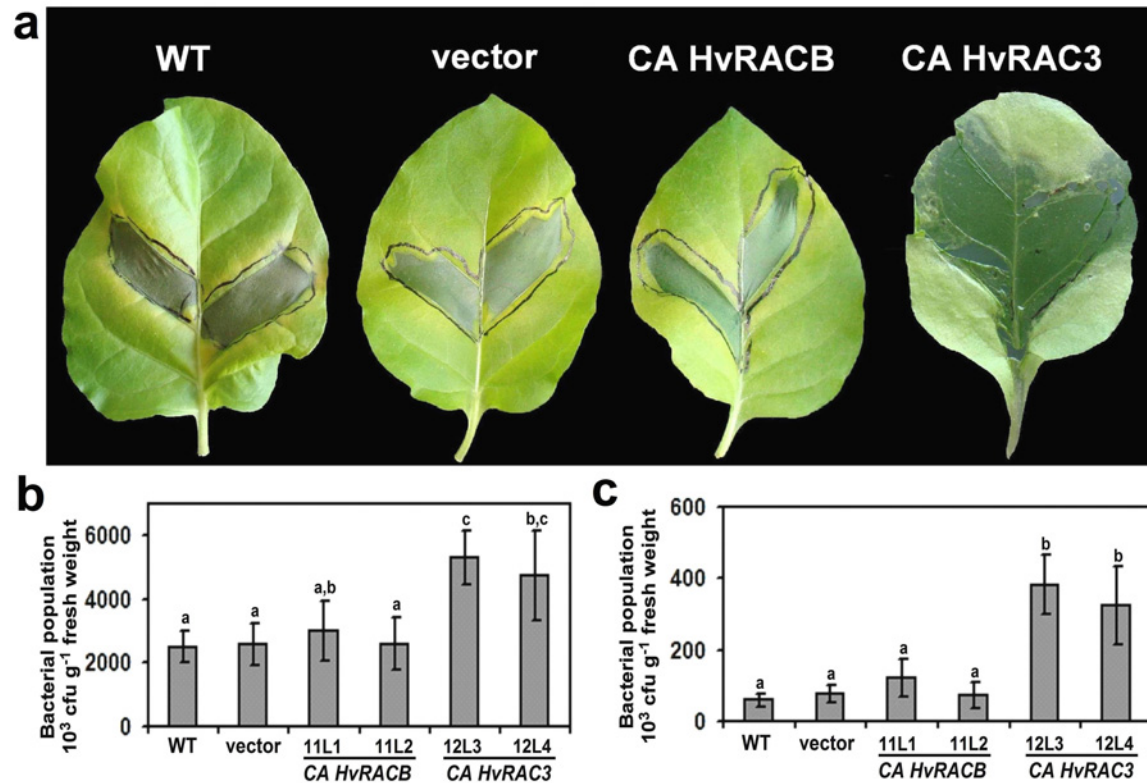 a
WT vector CA HvRACB CA HvRAC3
b
Bacterial population
10³ cfu g⁻¹ fresh weight
6000
4000
2000
0
a a a,b a c b,c
WT vector 11L1 11L2 12L3 12L4
CA HvRACB CA HvRAC3
c
Bacterial population
10³ cfu g⁻¹ fresh weight
600
400
200
0
a a a a b b
WT vector 11L1 11L2 12L3 12L4
CA HvRACB CA HvRAC3